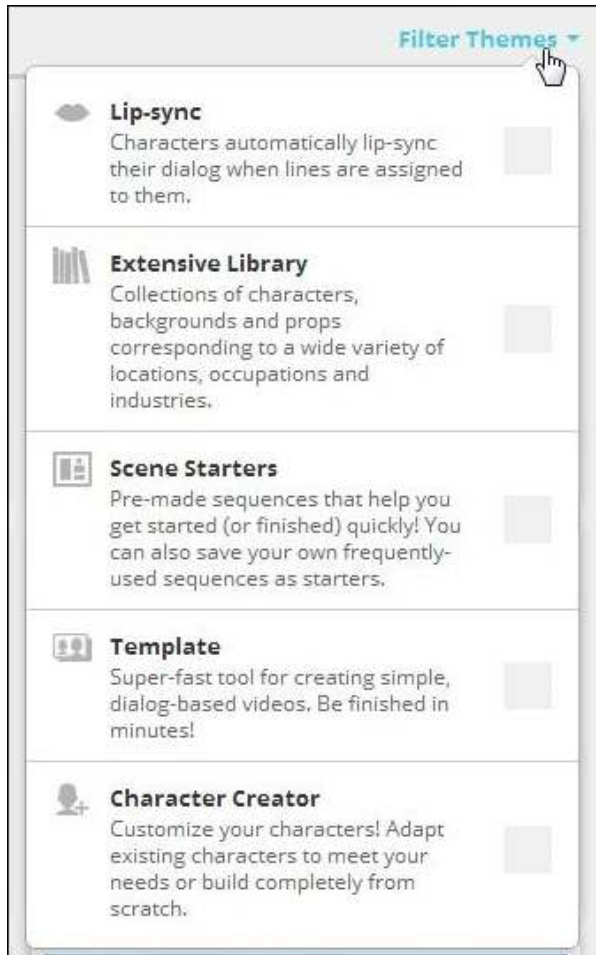 Filter Themes
Lip-sync
Characters automatically lip-sync
their dialog when lines are assigned
to them.
Extensive Library
Collections of characters,
backgrounds and props
corresponding to a wide variety of
locations, occupations and
industries.
Scene Starters
Pre-made sequences that help you
get started (or finished) quickly! You
can also save your own frequently-
used sequences as starters.
Template
Super-fast tool for creating simple,
dialog-based videos. Be finished in
minutes!
Character Creator
Customize your characters! Adapt
existing characters to meet your
needs or build completely from
scratch.